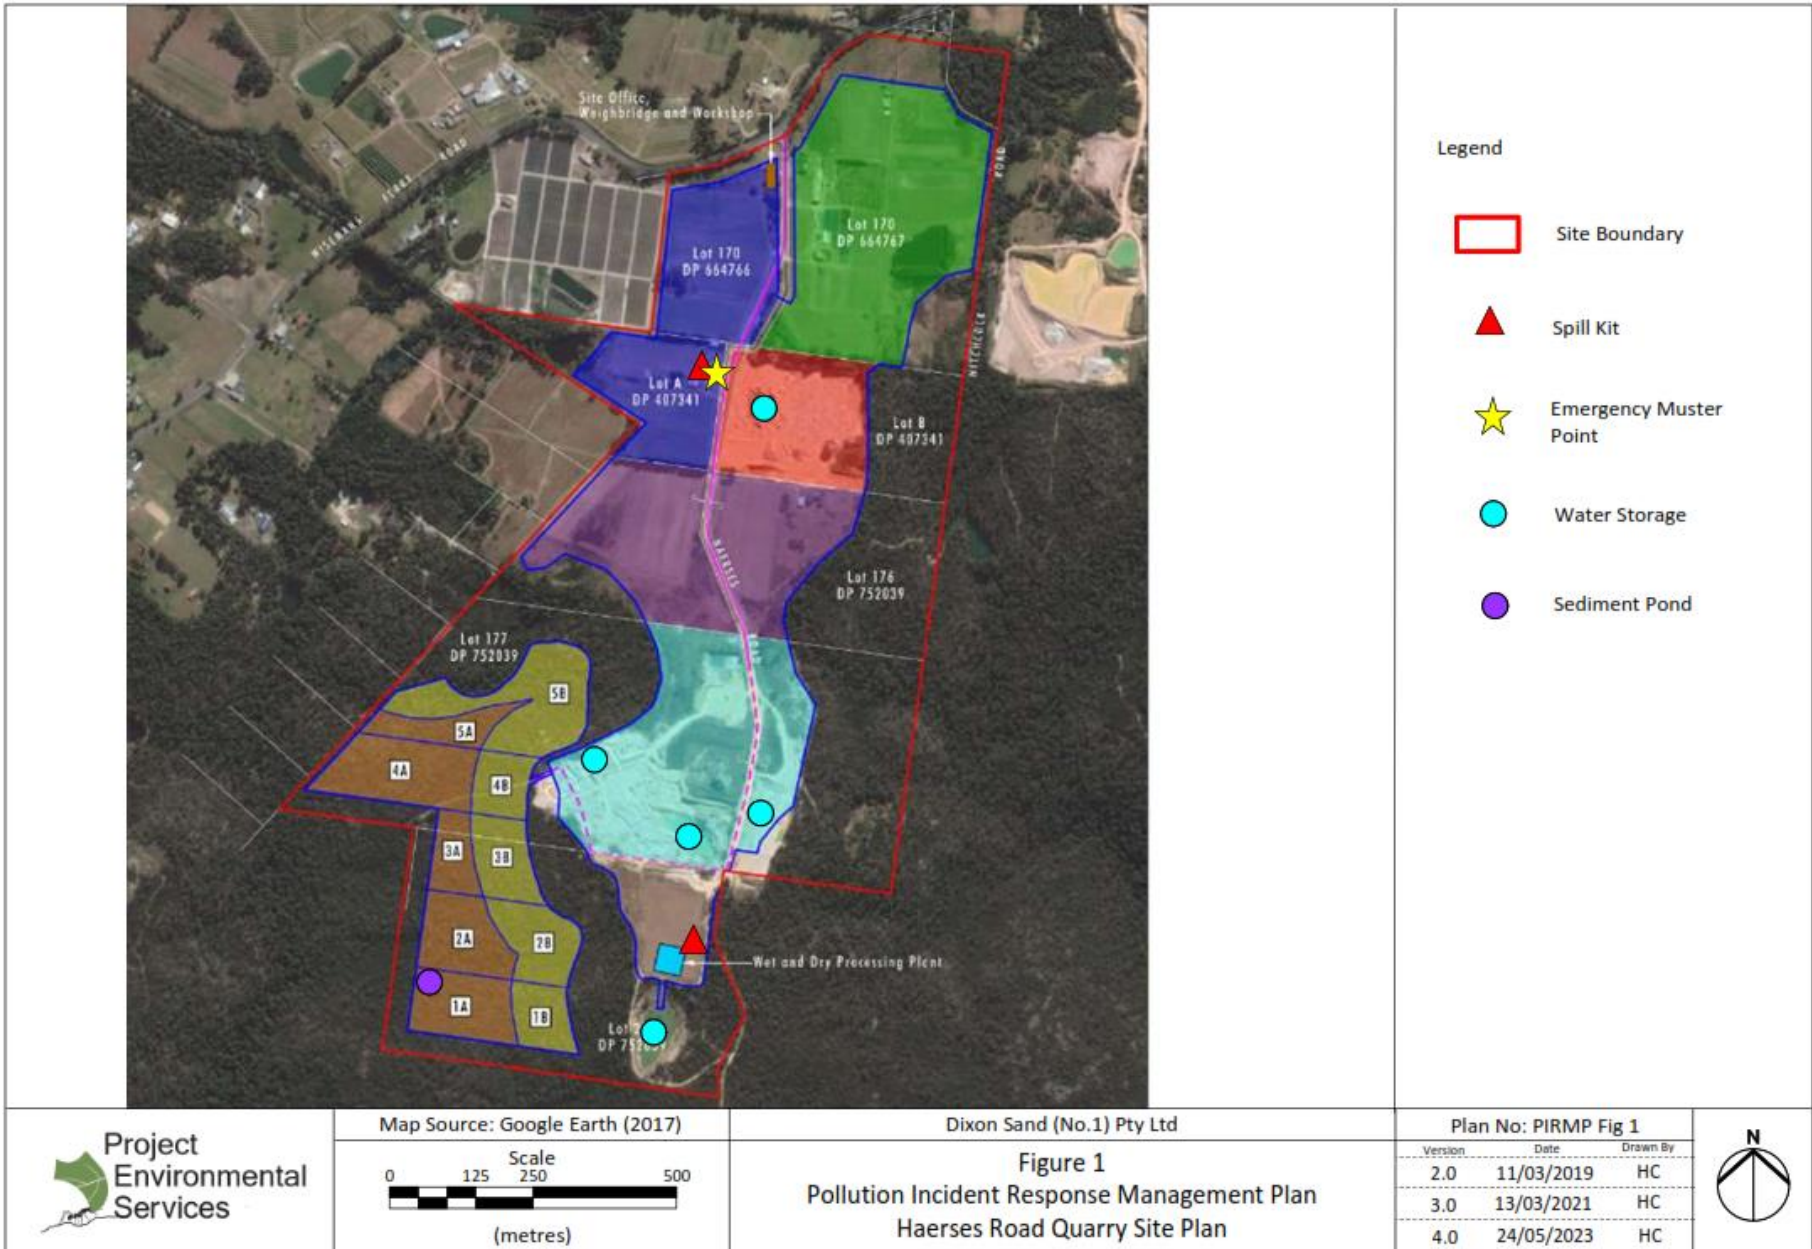 Site Office,
Weighbridge and Workshop
WISEMANS FERRY ROAD
Lot 170
DP 664766
Lot 170
DP 664767
HITCHCOCK ROAD
Lot A
DP 407341
Lot B
DP 407341
HAERSES ROAD
Lot 176
DP 752039
Lot 177
DP 752039
5B
5A
4A
4B
3A
3B
2A
2B
1A
1B
Wet and Dry Processing Plant
Lot
DP
Legend
Site Boundary
Spill Kit
Emergency Muster
Point
Water Storage
Sediment Pond
Project
Environmental
Services
Map Source: Google Earth (2017)
Scale
0 125 250 500
(metres)
Dixon Sand (No.1) Pty Ltd
Figure 1
Pollution Incident Response Management Plan
Haerses Road Quarry Site Plan
Plan No: PIRMP Fig 1
Version Date Drawn By
2.0 11/03/2019 HC
3.0 13/03/2021 HC
4.0 24/05/2023 HC
N